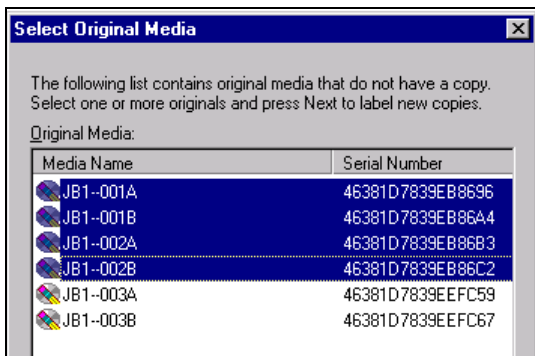 Select Original Media
The following list contains original media that do not have a copy.
Select one or more originals and press Next to label new copies.
Original Media:
Media Name Serial Number
JB1--001A 46381D7839EB8696
JB1--001B 46381D7839EB86A4
JB1--002A 46381D7839EB86B3
JB1--002B 46381D7839EB86C2
JB1--003A 46381D7839EEFC59
JB1--003B 46381D7839EEFC67